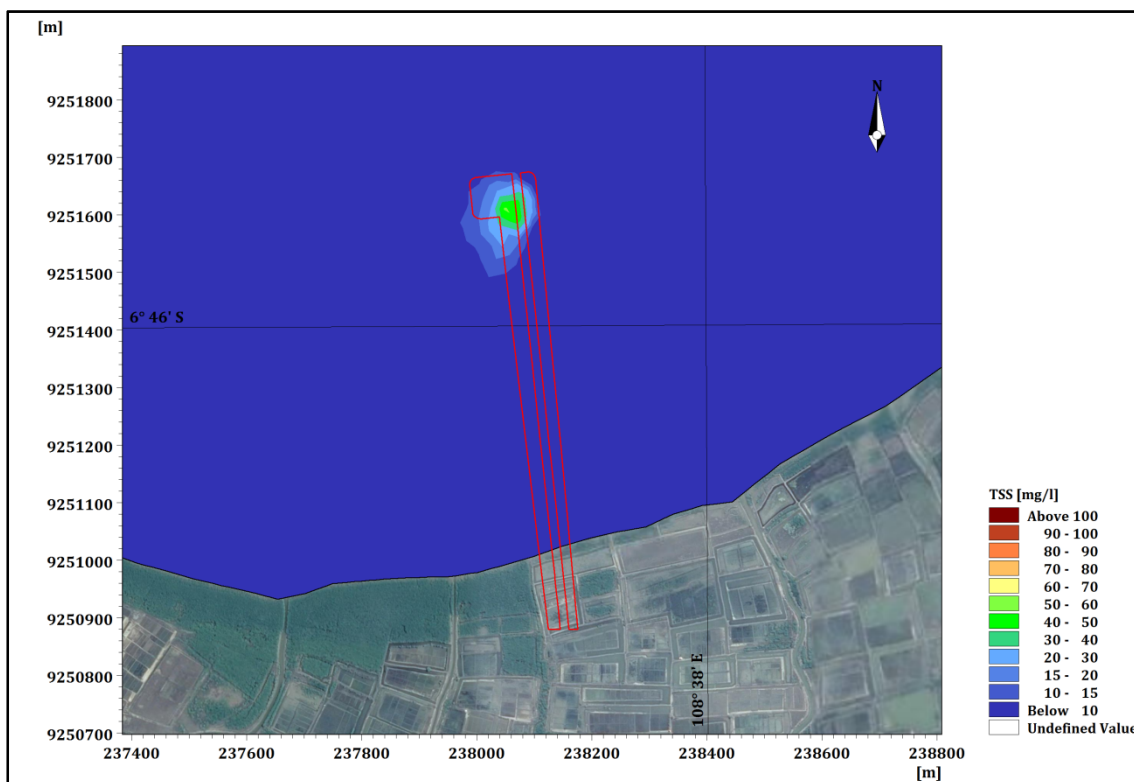 [m]
N
9251800
9251700
9251600
9251500
9251400
9251300
9251200
9251100
9251000
9250900
9250800
9250700
6° 46' S
108° 38' E
237400 237600 237800 238000 238200 238400 238600 238800
[m]
TSS [mg/l]
Above 100
90 - 100
80 - 90
70 - 80
60 - 70
50 - 60
40 - 50
30 - 40
20 - 30
15 - 20
10 - 15
Below 10
Undefined Value